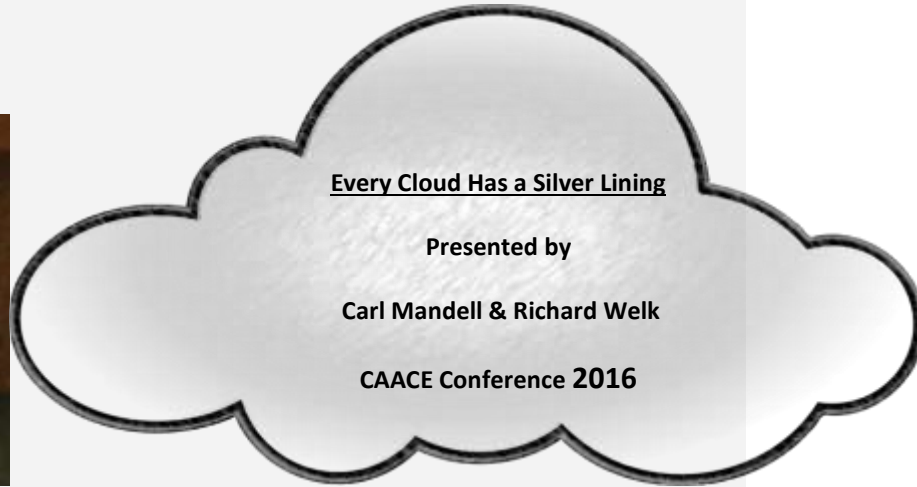 Every Cloud Has a Silver Lining
Presented by
Carl Mandell & Richard Welk
CAACE Conference 2016